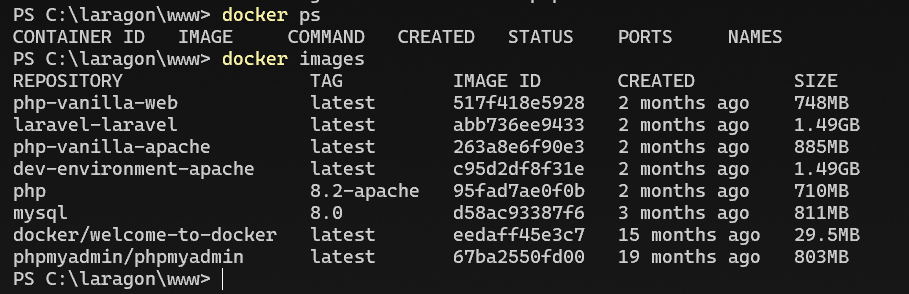 PS C:\laragon\www> docker ps
CONTAINER ID   IMAGE     COMMAND   CREATED   STATUS    PORTS     NAMES
PS C:\laragon\www> docker images
REPOSITORY                 TAG          IMAGE ID       CREATED         SIZE
php-vanilla-web            latest       517f418e5928   2 months ago    748MB
laravel-laravel            latest       abb736ee9433   2 months ago    1.49GB
php-vanilla-apache         latest       263a8e6f90e3   2 months ago    885MB
dev-environment-apache     latest       c95d2df8f31e   2 months ago    1.49GB
php                        8.2-apache   95fad7ae0f0b   2 months ago    710MB
mysql                      8.0          d58ac93387f6   3 months ago    811MB
docker/welcome-to-docker   latest       eedaff45e3c7   15 months ago   29.5MB
phpmyadmin/phpmyadmin      latest       67ba2550fd00   19 months ago   803MB
PS C:\laragon\www>